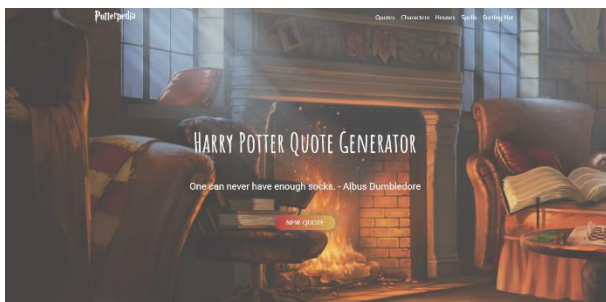 Potterpedia
Quotes Characters Houses Spells Sorting Hat
Harry Potter Quote Generator
One can never have enough socks. - Albus Dumbledore
NEW QUOTE